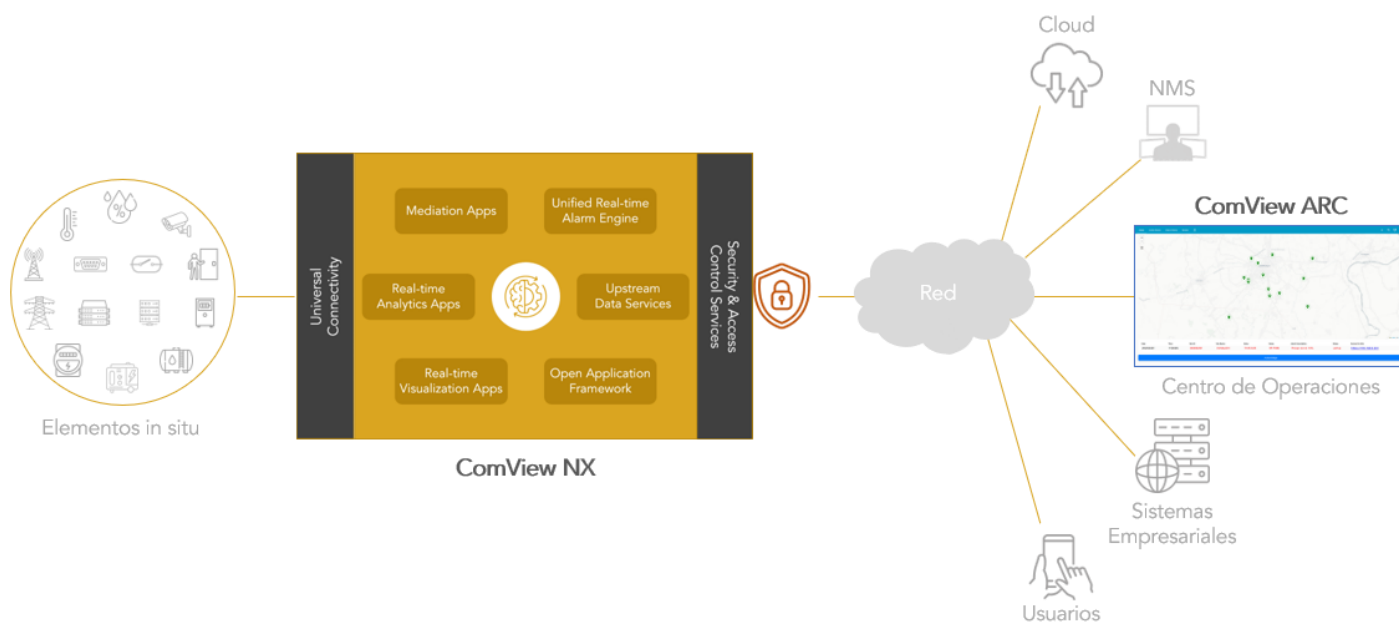 Cloud
NMS
ComView ARC
Centro de Operaciones
Sistemas
Empresariales
Usuarios
Red
Elementos in situ
Universal
Connectivity
Mediation Apps
Unified Real-time
Alarm Engine
Real-time
Analytics Apps
Upstream
Data Services
Real-time
Visualization Apps
Open Application
Framework
Security & Access
Control Services
ComView NX